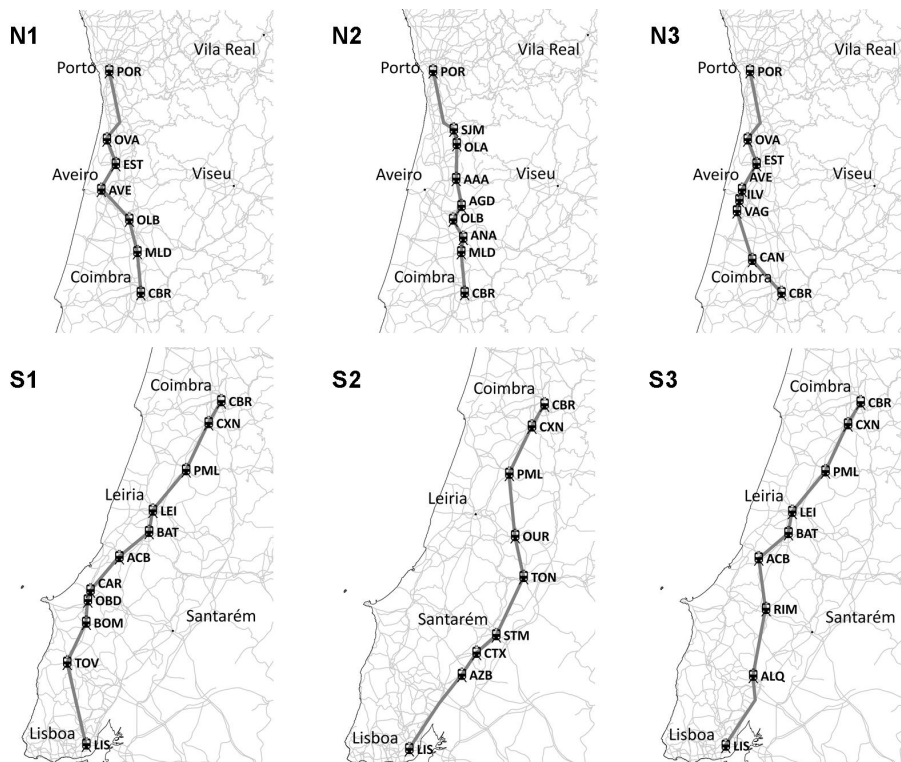 N1
Vila Real
Porto
POR
OVA
EST
Aveiro
AVE
Viseu
OLB
MLD
Coimbra
CBR
N2
Vila Real
Porto
POR
SJM
OLA
Aveiro
AAA
Viseu
AGD
OLB
ANA
MLD
Coimbra
CBR
N3
Vila Real
Porto
POR
OVA
EST
Aveiro
AVE
Viseu
ILV
VAG
CAN
Coimbra
CBR
S1
Coimbra
CBR
CXN
PML
Leiria
LEI
BAT
ACB
CAR
OBD
Santarém
BOM
TOV
Lisboa
LIS
S2
Coimbra
CBR
CXN
PML
Leiria
OUR
TON
Santarém
STM
CTX
AZB
Lisboa
LIS
S3
Coimbra
CBR
CXN
PML
Leiria
LEI
BAT
ACB
RIM
Santarém
ALQ
Lisboa
LIS